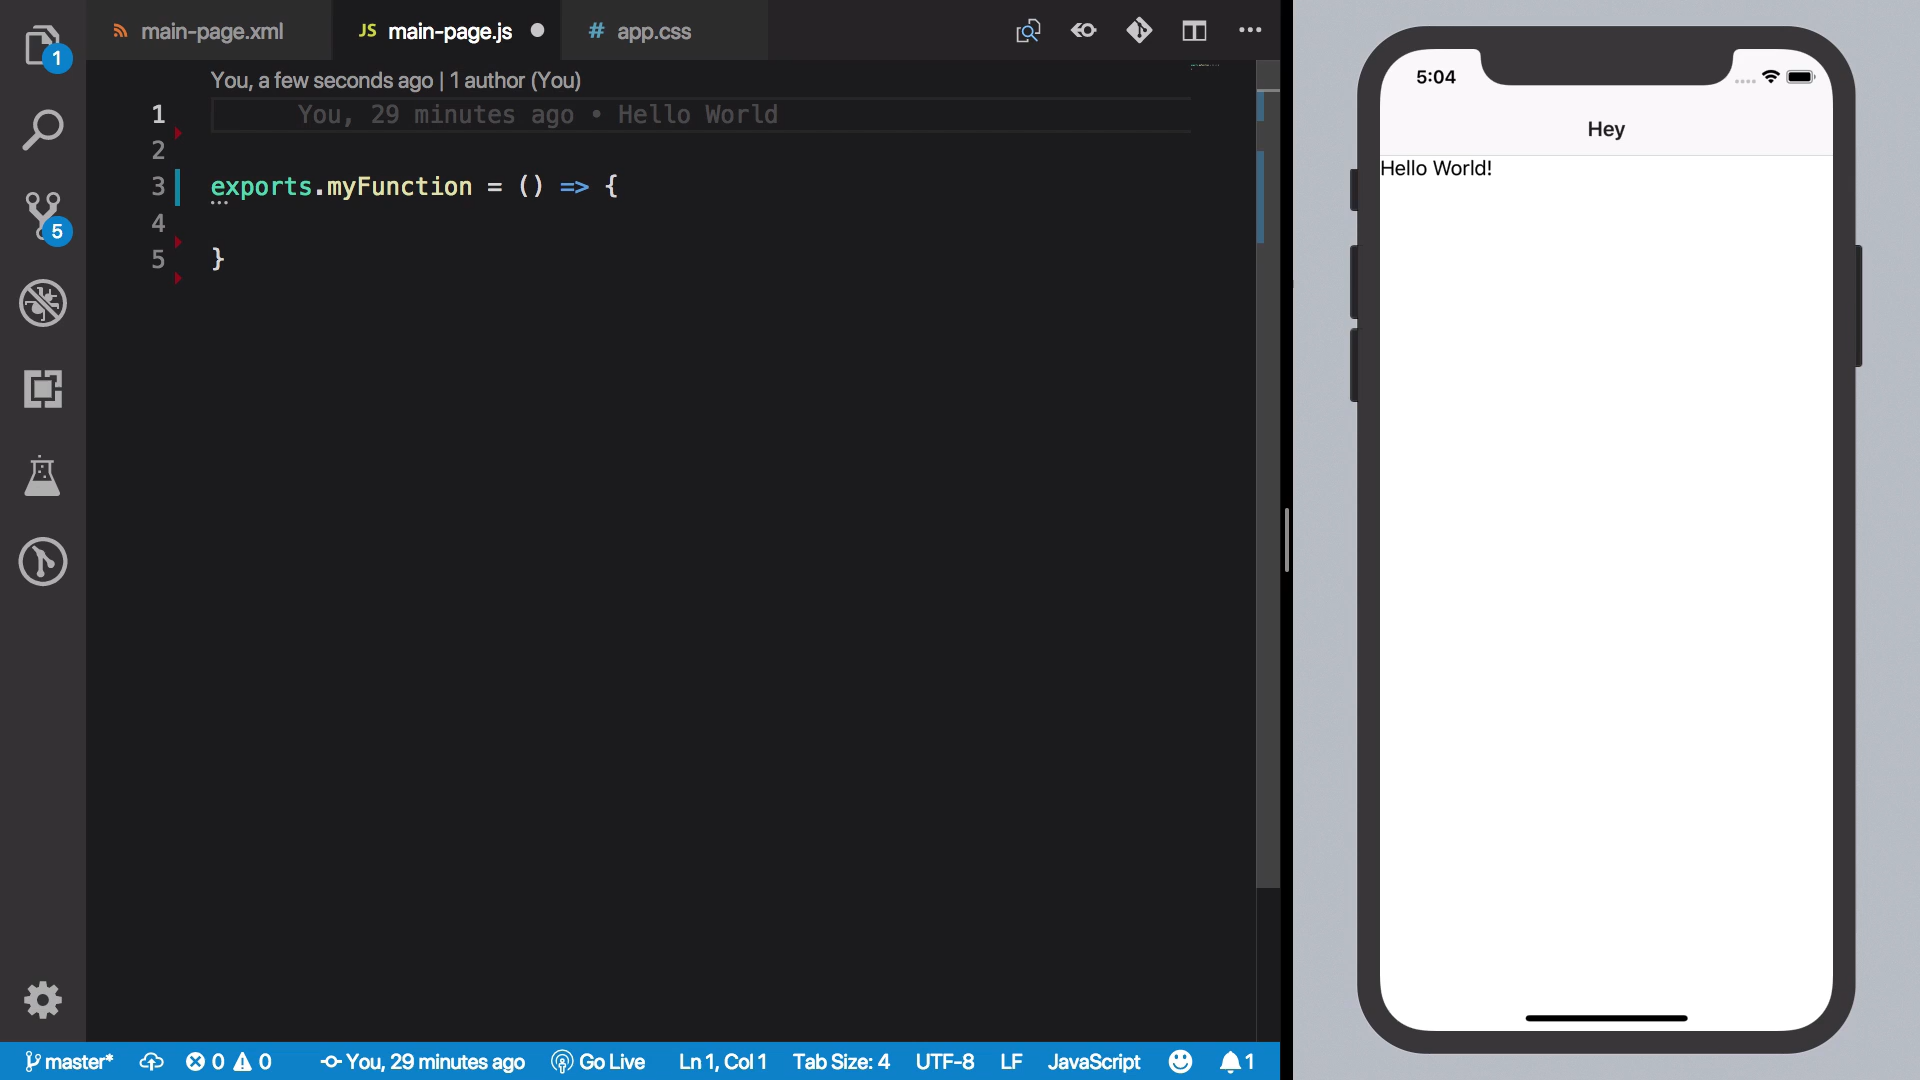 main-page.xml
JS main-page.js
# app.css
1
You, a few seconds ago | 1 author (You)
1 You, 29 minutes ago • Hello World
2
3 exports.myFunction = () => {
4
5 }
5
master* 0 0 You, 29 minutes ago Go Live Ln 1, Col 1 Tab Size: 4 UTF-8 LF JavaScript 1
5:04
Hey
Hello World!